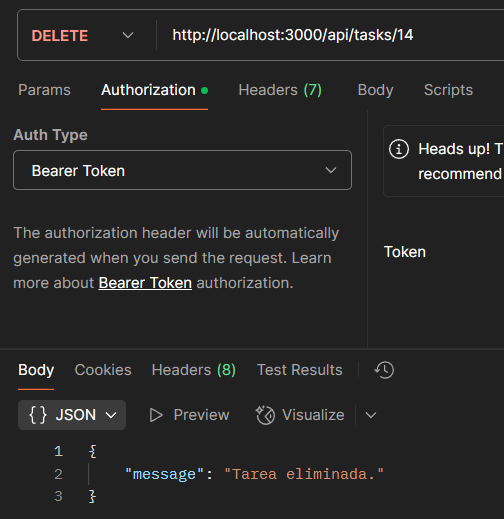 DELETE http://localhost:3000/api/tasks/14
Params Authorization Headers (7) Body Scripts
Auth Type
Bearer Token
The authorization header will be automatically
generated when you send the request. Learn
more about Bearer Token authorization.
Heads up! T
recommend
Token
Body Cookies Headers (8) Test Results
{} JSON Preview Visualize
1 {
2 "message": "Tarea eliminada."
3 }